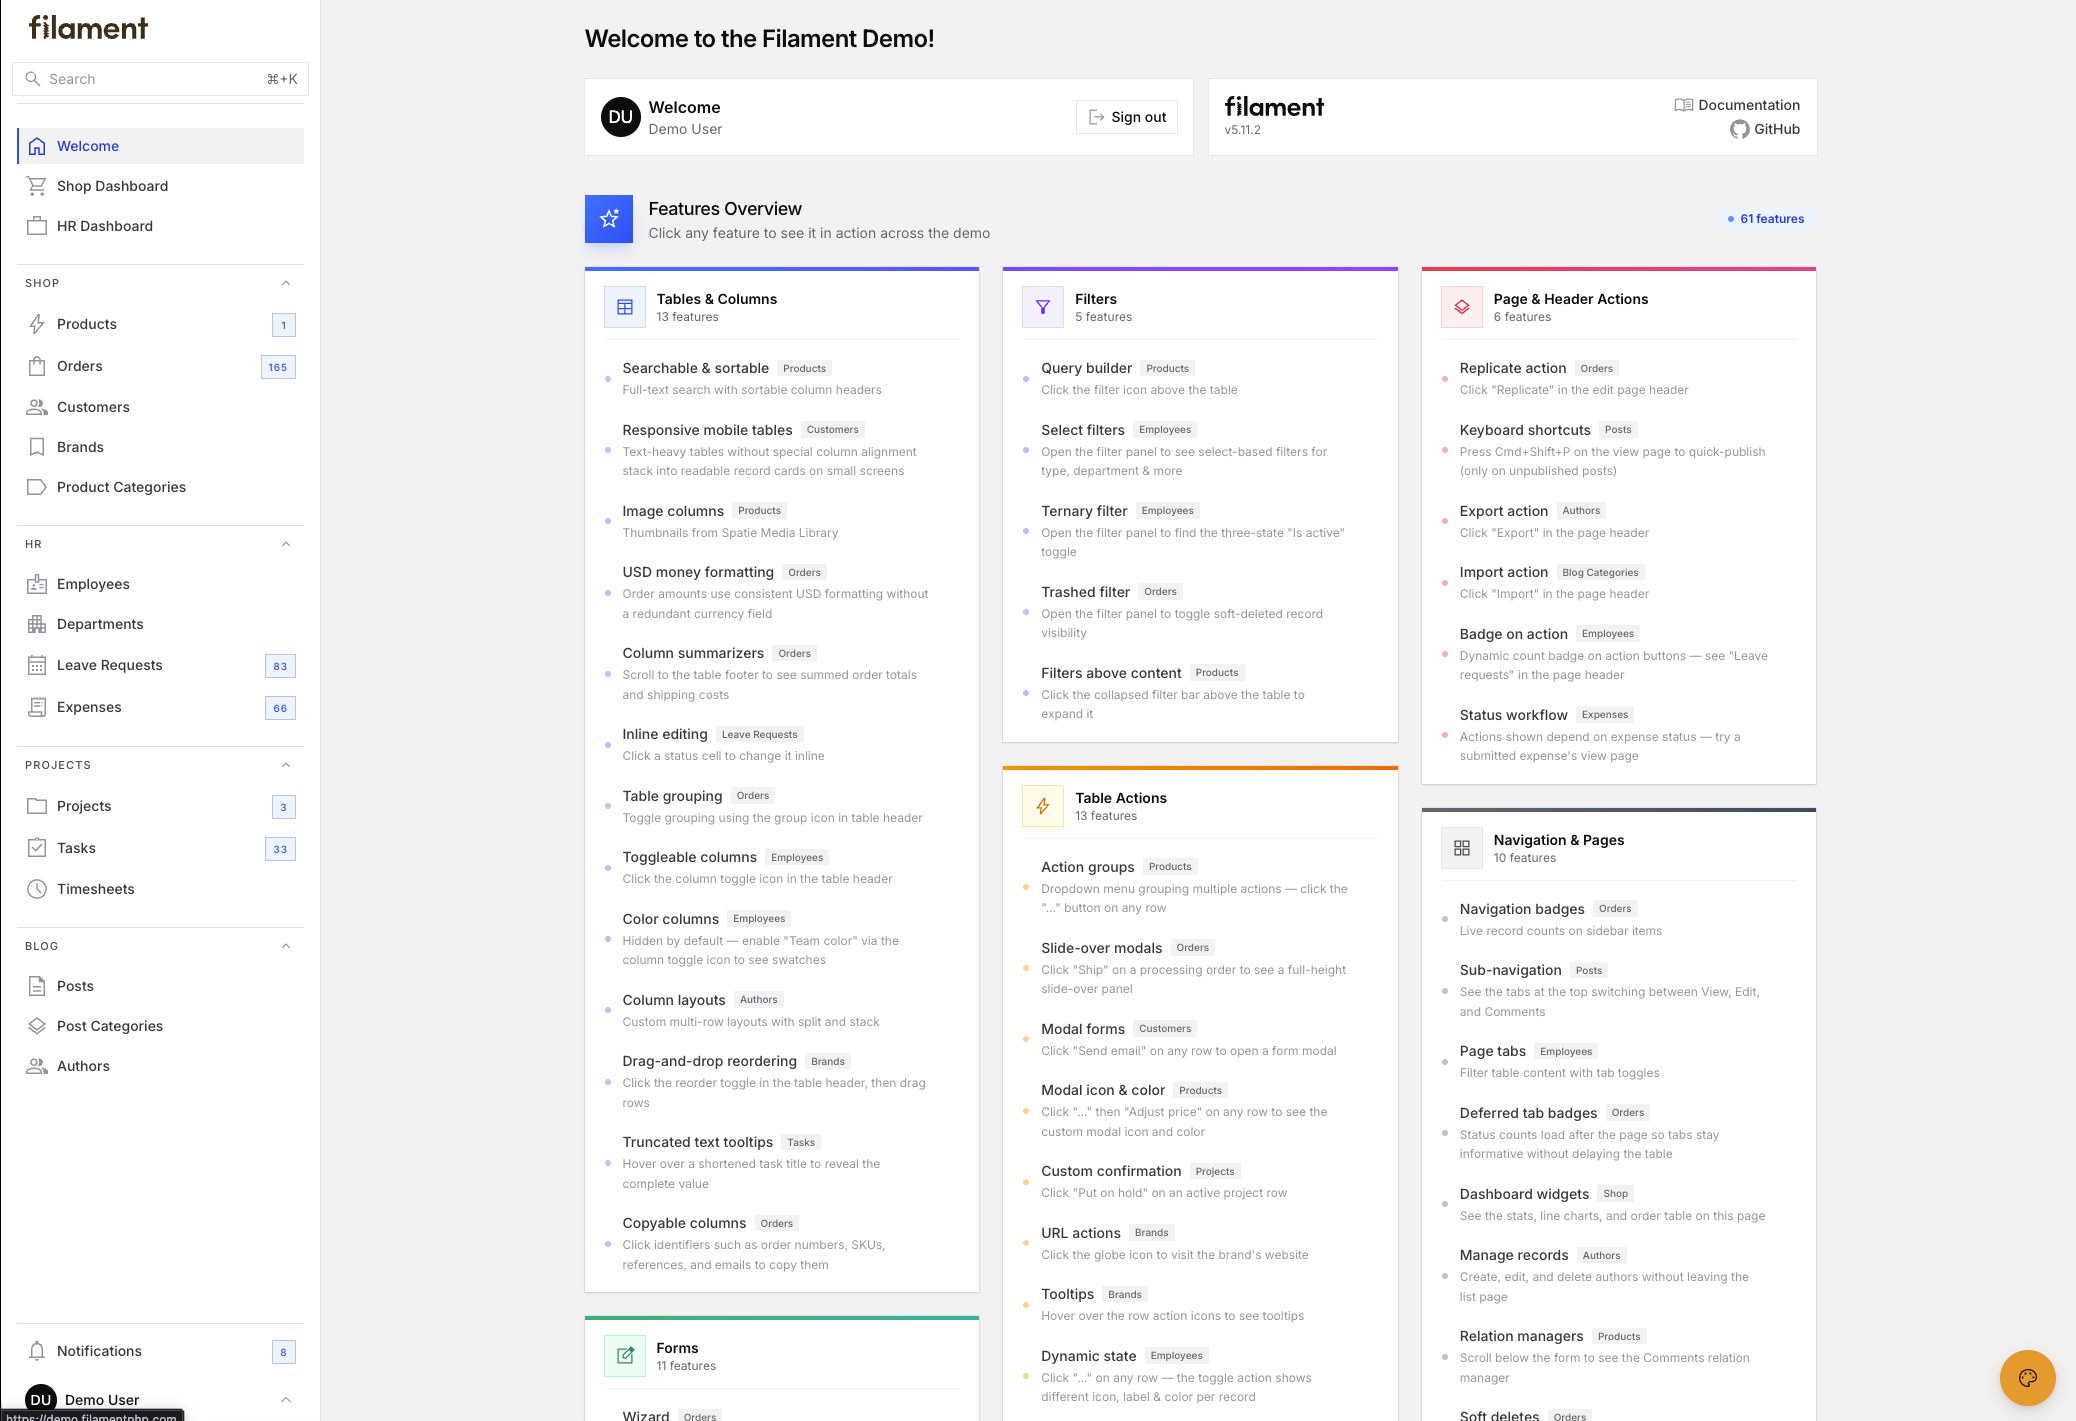 filament
Search
⌘+K
Welcome
Shop Dashboard
HR Dashboard
SHOP
Products
1
Orders
165
Customers
Brands
Product Categories
HR
Employees
Departments
Leave Requests
83
Expenses
66
PROJECTS
Projects
3
Tasks
33
Timesheets
BLOG
Posts
Post Categories
Authors
Notifications
8
DU
Demo User
https://demo.filamentphp.com
Welcome to the Filament Demo!
DU
Welcome
Demo User
Sign out
filament
v5.11.2
Documentation
GitHub
Features Overview
Click any feature to see it in action across the demo
61 features
Tables & Columns
13 features
Searchable & sortable Products
Full-text search with sortable column headers
Responsive mobile tables Customers
Text-heavy tables without special column alignment
stack into readable record cards on small screens
Image columns Products
Thumbnails from Spatie Media Library
USD money formatting Orders
Order amounts use consistent USD formatting without
a redundant currency field
Column summarizers Orders
Scroll to the table footer to see summed order totals
and shipping costs
Inline editing Leave Requests
Click a status cell to change it inline
Table grouping Orders
Toggle grouping using the group icon in table header
Toggleable columns Employees
Click the column toggle icon in the table header
Color columns Employees
Hidden by default — enable "Team color" via the
column toggle icon to see swatches
Column layouts Authors
Custom multi-row layouts with split and stack
Drag-and-drop reordering Brands
Click the reorder toggle in the table header, then drag
rows
Truncated text tooltips Tasks
Hover over a shortened task title to reveal the
complete value
Copyable columns Orders
Click identifiers such as order numbers, SKUs,
references, and emails to copy them
Forms
11 features
Wizard Orders
Filters
5 features
Query builder Products
Click the filter icon above the table
Select filters Employees
Open the filter panel to see select-based filters for
type, department & more
Ternary filter Employees
Open the filter panel to find the three-state "Is active"
toggle
Trashed filter Orders
Open the filter panel to toggle soft-deleted record
visibility
Filters above content Products
Click the collapsed filter bar above the table to
expand it
Table Actions
13 features
Action groups Products
Dropdown menu grouping multiple actions — click the
"…" button on any row
Slide-over modals Orders
Click "Ship" on a processing order to see a full-height
slide-over panel
Modal forms Customers
Click "Send email" on any row to open a form modal
Modal icon & color Products
Click "…" then "Adjust price" on any row to see the
custom modal icon and color
Custom confirmation Projects
Click "Put on hold" on an active project row
URL actions Brands
Click the globe icon to visit the brand's website
Tooltips Brands
Hover over the row action icons to see tooltips
Dynamic state Employees
Click "…" on any row — the toggle action shows
different icon, label & color per record
Page & Header Actions
6 features
Replicate action Orders
Click "Replicate" in the edit page header
Keyboard shortcuts Posts
Press Cmd+Shift+P on the view page to quick-publish
(only on unpublished posts)
Export action Authors
Click "Export" in the page header
Import action Blog Categories
Click "Import" in the page header
Badge on action Employees
Dynamic count badge on action buttons — see "Leave
requests" in the page header
Status workflow Expenses
Actions shown depend on expense status — try a
submitted expense's view page
Navigation & Pages
10 features
Navigation badges Orders
Live record counts on sidebar items
Sub-navigation Posts
See the tabs at the top switching between View, Edit,
and Comments
Page tabs Employees
Filter table content with tab toggles
Deferred tab badges Orders
Status counts load after the page so tabs stay
informative without delaying the table
Dashboard widgets Shop
See the stats, line charts, and order table on this page
Manage records Authors
Create, edit, and delete authors without leaving the
list page
Relation managers Products
Scroll below the form to see the Comments relation
manager
Soft deletes Orders